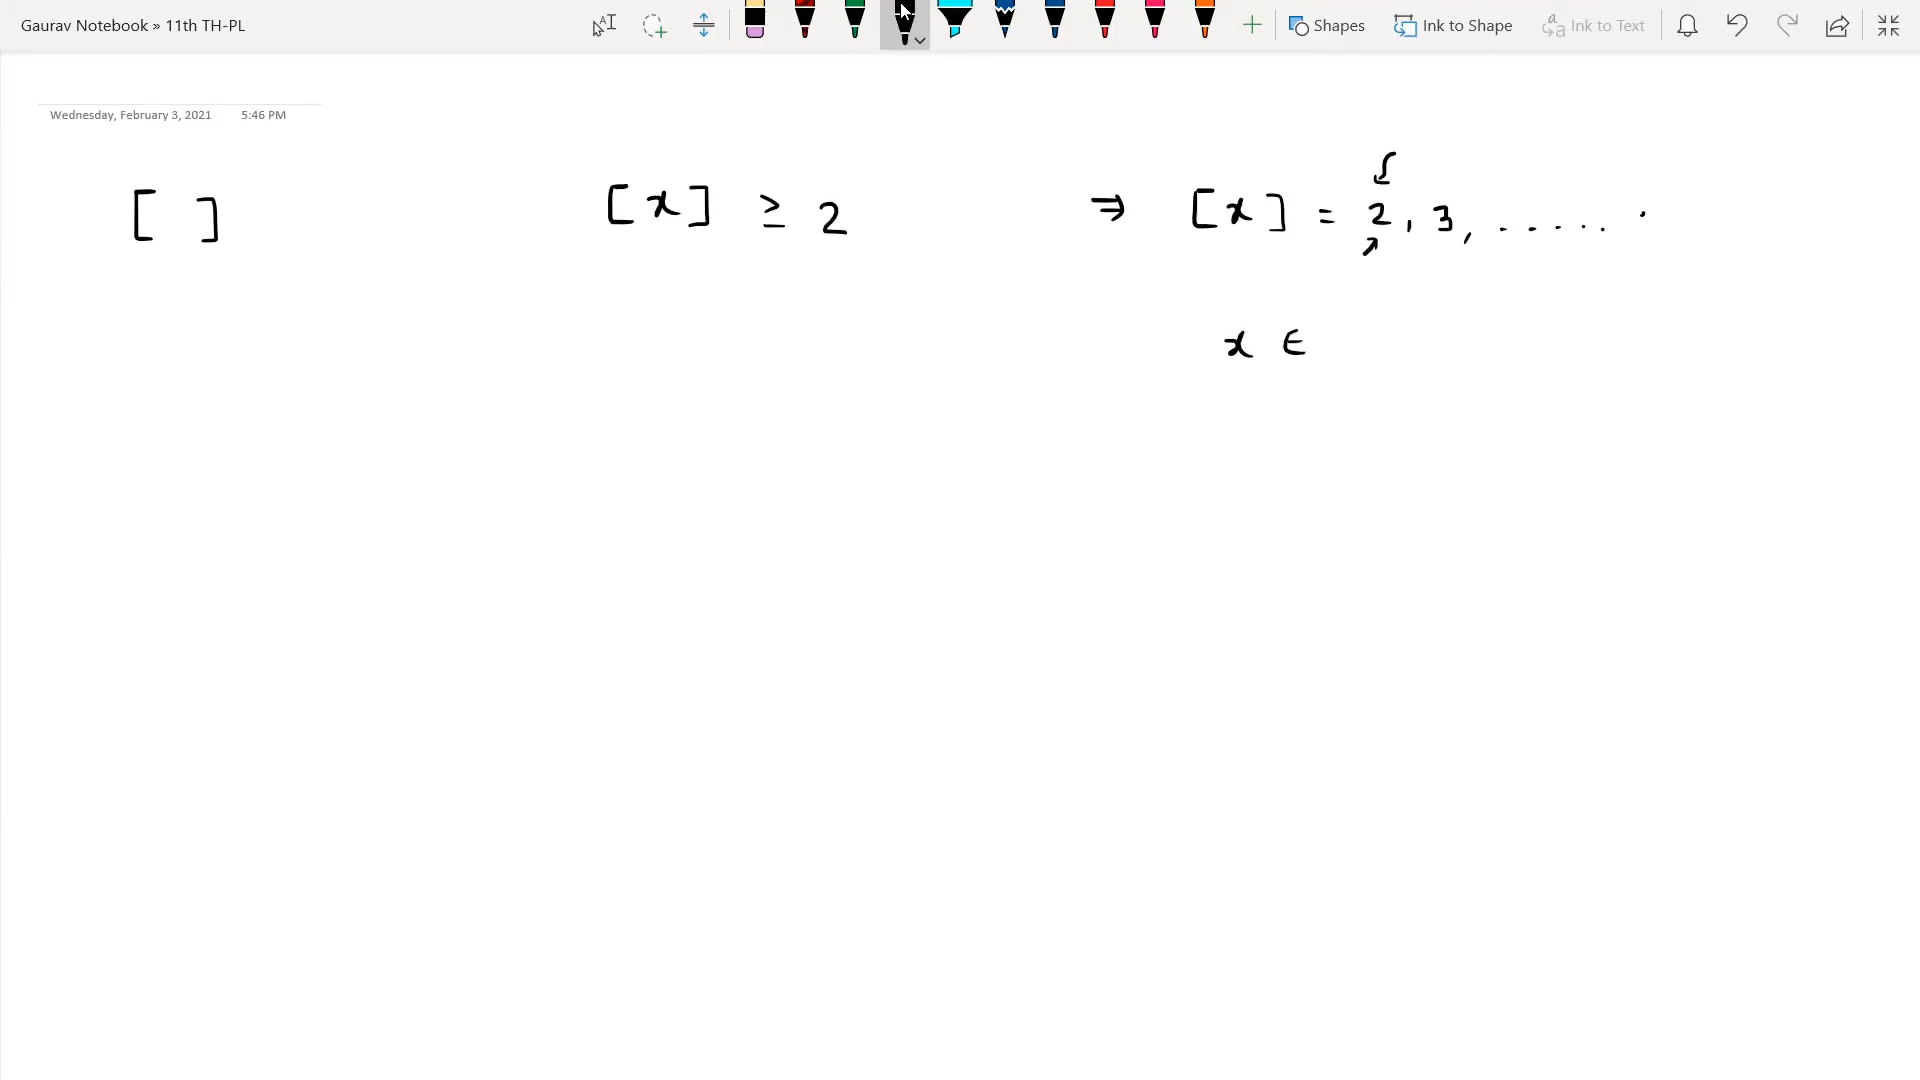 Gaurav Notebook » 11th TH-PL
Shapes
Ink to Shape
Ink to Text
Wednesday, February 3, 2021 5:46 PM
[ ] [x] ≥ 2 ⇒ [x] = 2, 3, ......
x ∈